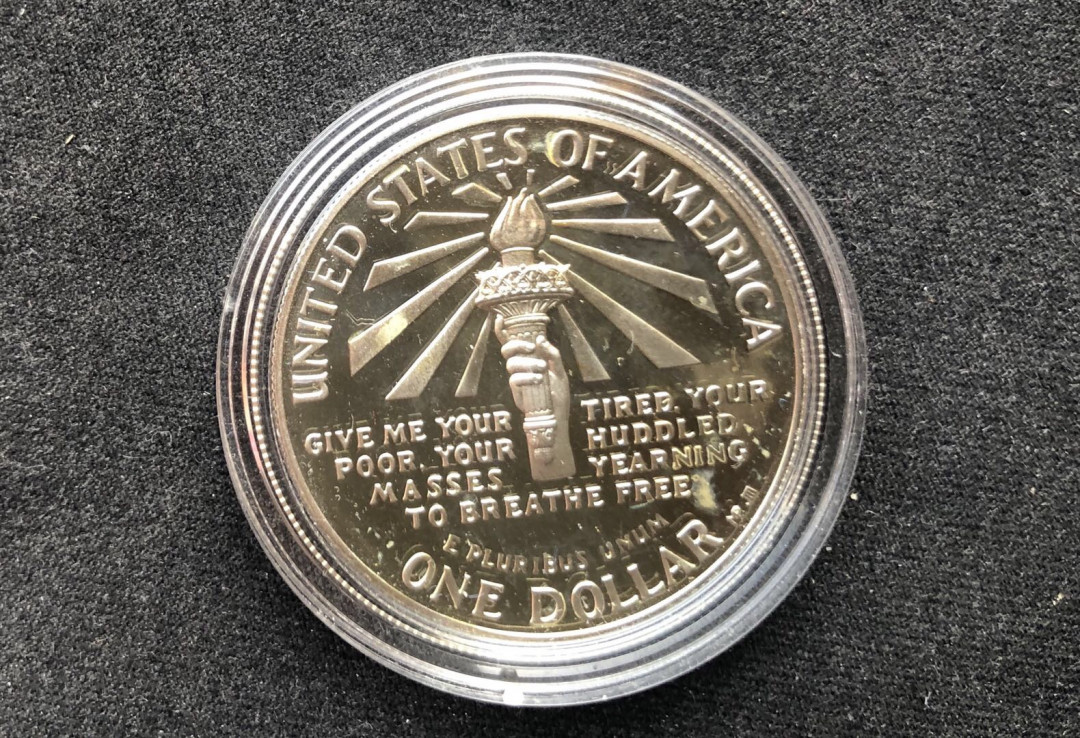 UNITED STATES OF AMERICA
GIVE ME YOUR TIRED, YOUR
POOR, YOUR HUDDLED
MASSES YEARNING
TO BREATHE FREE
E PLURIBUS UNUM
ONE DOLLAR